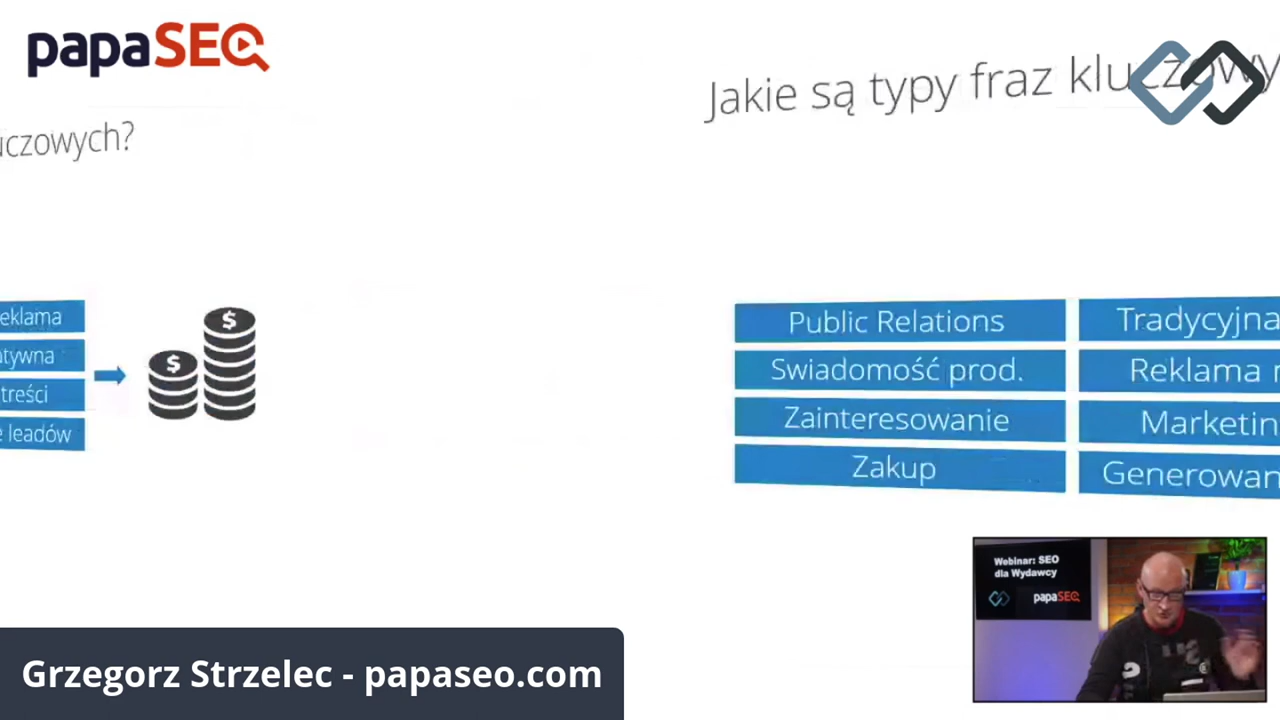 papaSEO
Jakie są typy fraz kluczowy
uczowych?
eklama
atywna
treści
e leadów
$
$
Public Relations
Swiadomość prod.
Zainteresowanie
Zakup
Tradycyjna
Reklama
Marketin
Generowan
Webinar: SEO
dla Wydawcy
papaSEO
Grzegorz Strzelec - papaseo.com